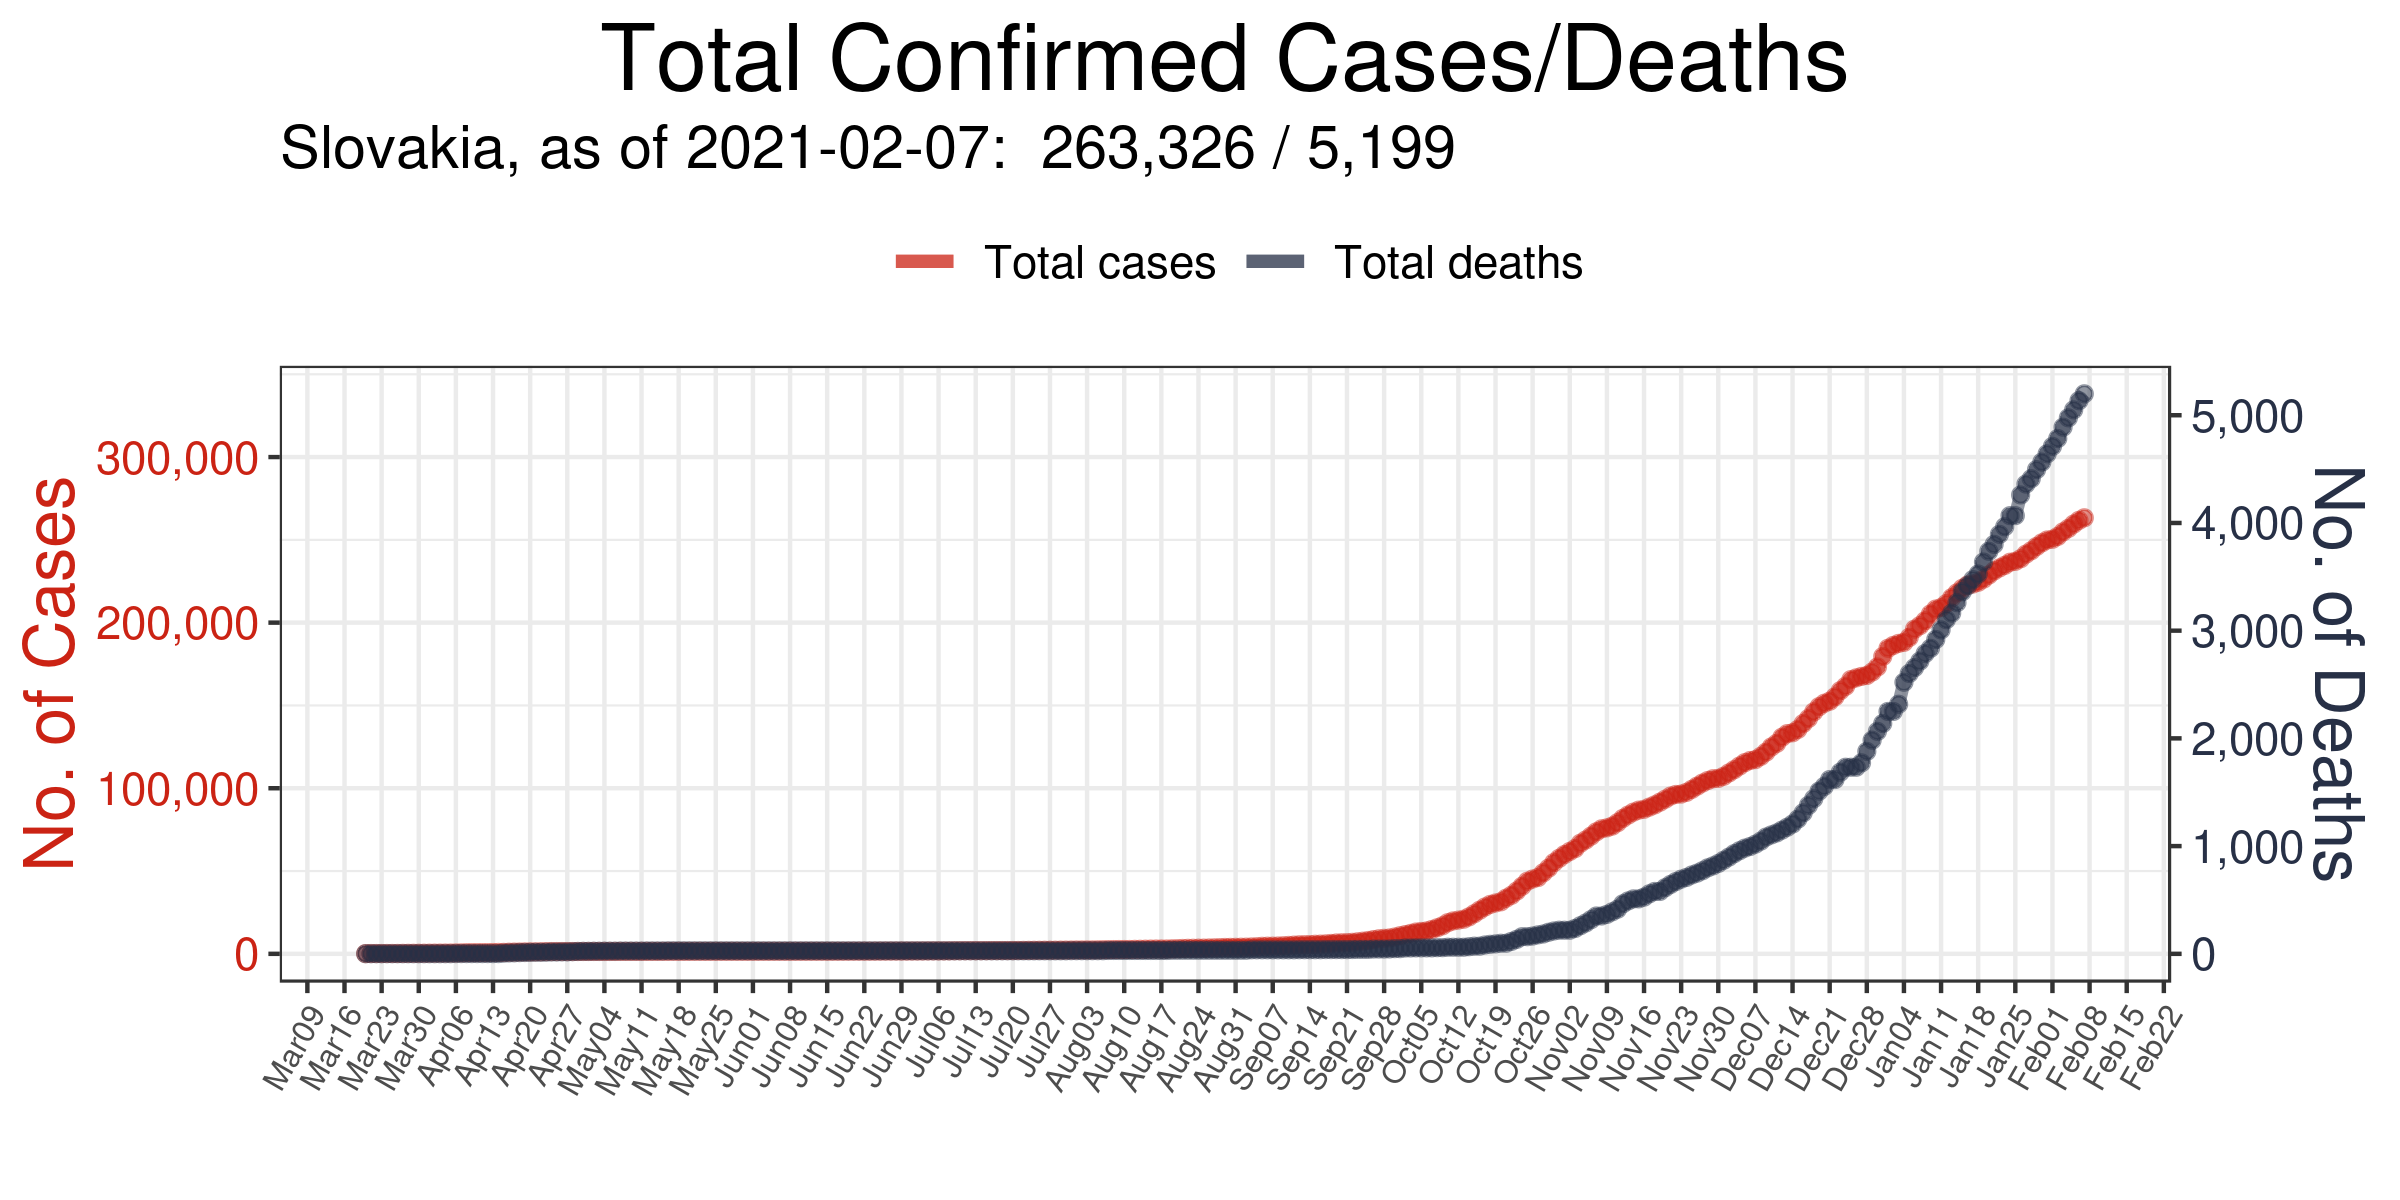 Total Confirmed Cases/Deaths
Slovakia, as of 2021-02-07:  263,326 / 5,199
Total cases
Total deaths
No. of Cases
300,000
200,000
100,000
0
5,000
4,000
3,000
2,000
1,000
0
No. of Deaths
Mar09
Mar16
Mar23
Mar30
Apr06
Apr13
Apr20
Apr27
May04
May11
May18
May25
Jun01
Jun08
Jun15
Jun22
Jun29
Jul06
Jul13
Jul20
Jul27
Aug03
Aug10
Aug17
Aug24
Aug31
Sep07
Sep14
Sep21
Sep28
Oct05
Oct12
Oct19
Oct26
Nov02
Nov09
Nov16
Nov23
Nov30
Dec07
Dec14
Dec21
Dec28
Jan04
Jan11
Jan18
Jan25
Feb01
Feb08
Feb15
Feb22